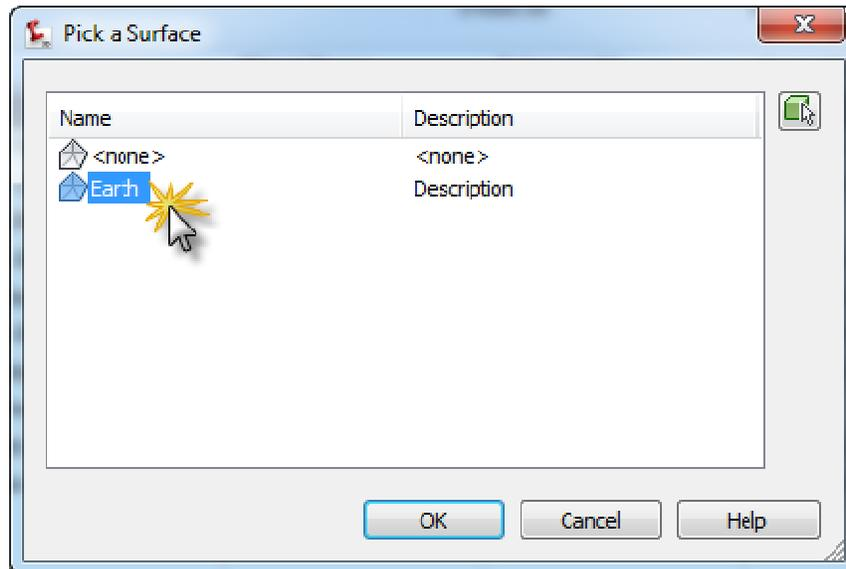 Pick a Surface
Name Description
<none> <none>
Earth Description
OK Cancel Help